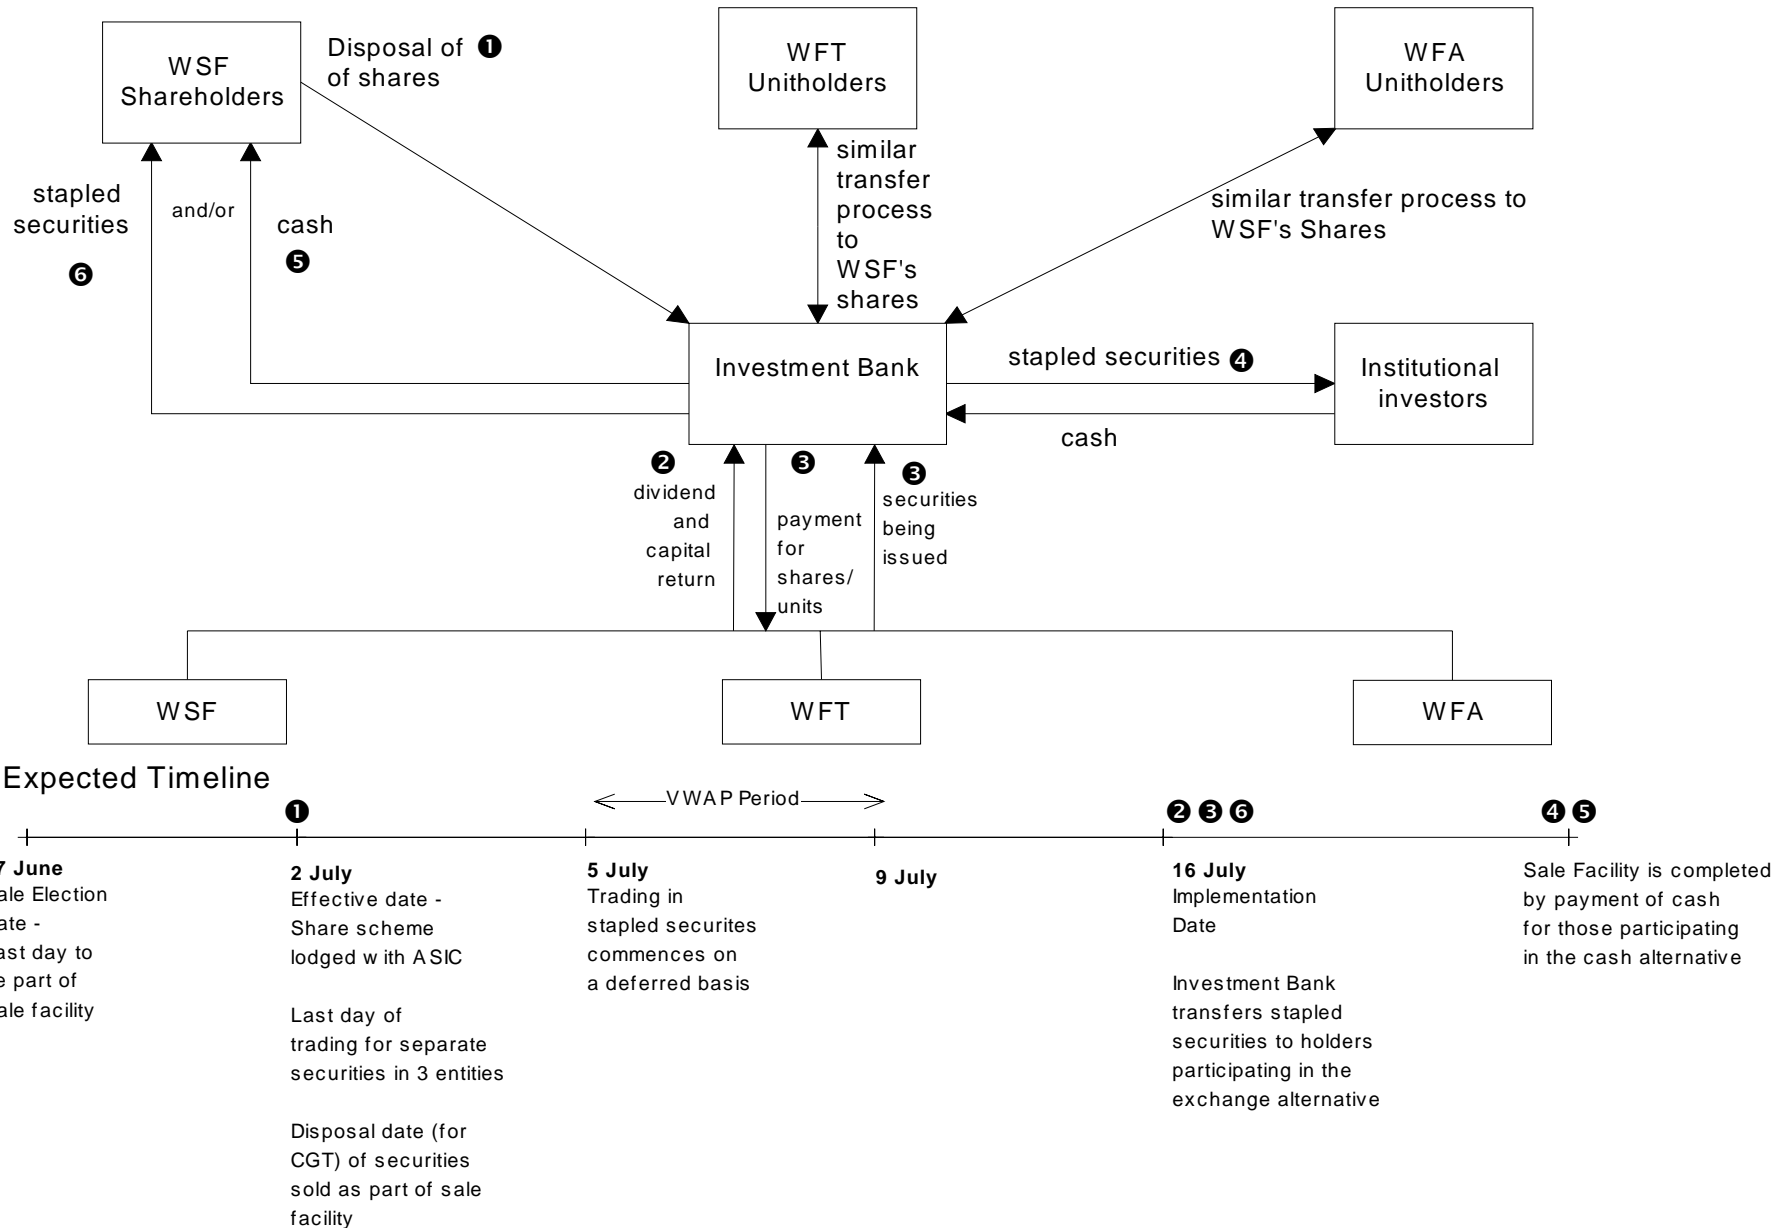 WSF
Shareholders
Disposal of ❶
of shares
WFT
Unitholders
WFA
Unitholders
stapled
securities
❻
and/or
cash
❺
similar
transfer
process
to
WSF's
shares
similar transfer process to
WSF's Shares
Investment Bank
stapled securities ❹
cash
Institutional
investors
❷
dividend
and
capital
return
❸
payment
for
shares/
units
❸
securities
being
issued
WSF
WFT
WFA
Expected Timeline
❶
VWAP Period
❷ ❸ ❻
❹ ❺
7 June
ale Election
ate -
ast day to
e part of
ale facility
2 July
Effective date -
Share scheme
lodged with ASIC
Last day of
trading for separate
securities in 3 entities
Disposal date (for
CGT) of securities
sold as part of sale
facility
5 July
Trading in
stapled securites
commences on
a deferred basis
9 July
16 July
Implementation
Date
Investment Bank
transfers stapled
securities to holders
participating in the
exchange alternative
Sale Facility is completed
by payment of cash
for those participating
in the cash alternative